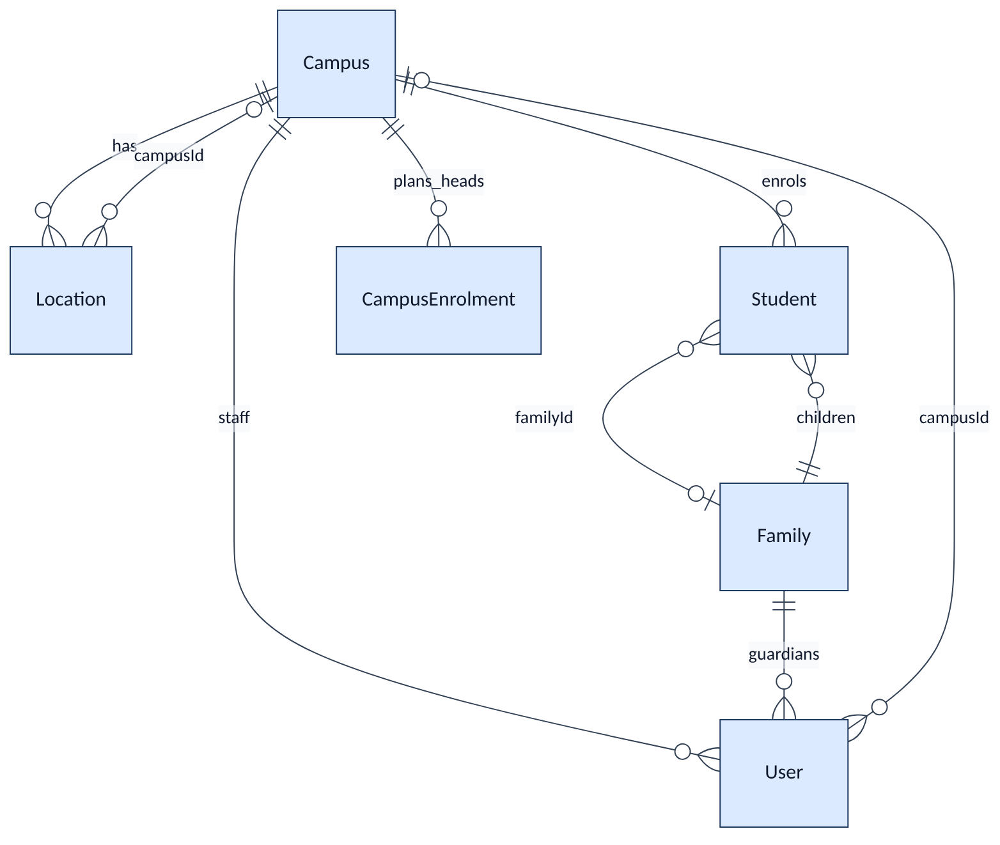 Campus
has
campusId
plans_heads
enrols
Location
CampusEnrolment
Student
staff
familyId
children
campusId
Family
guardians
User